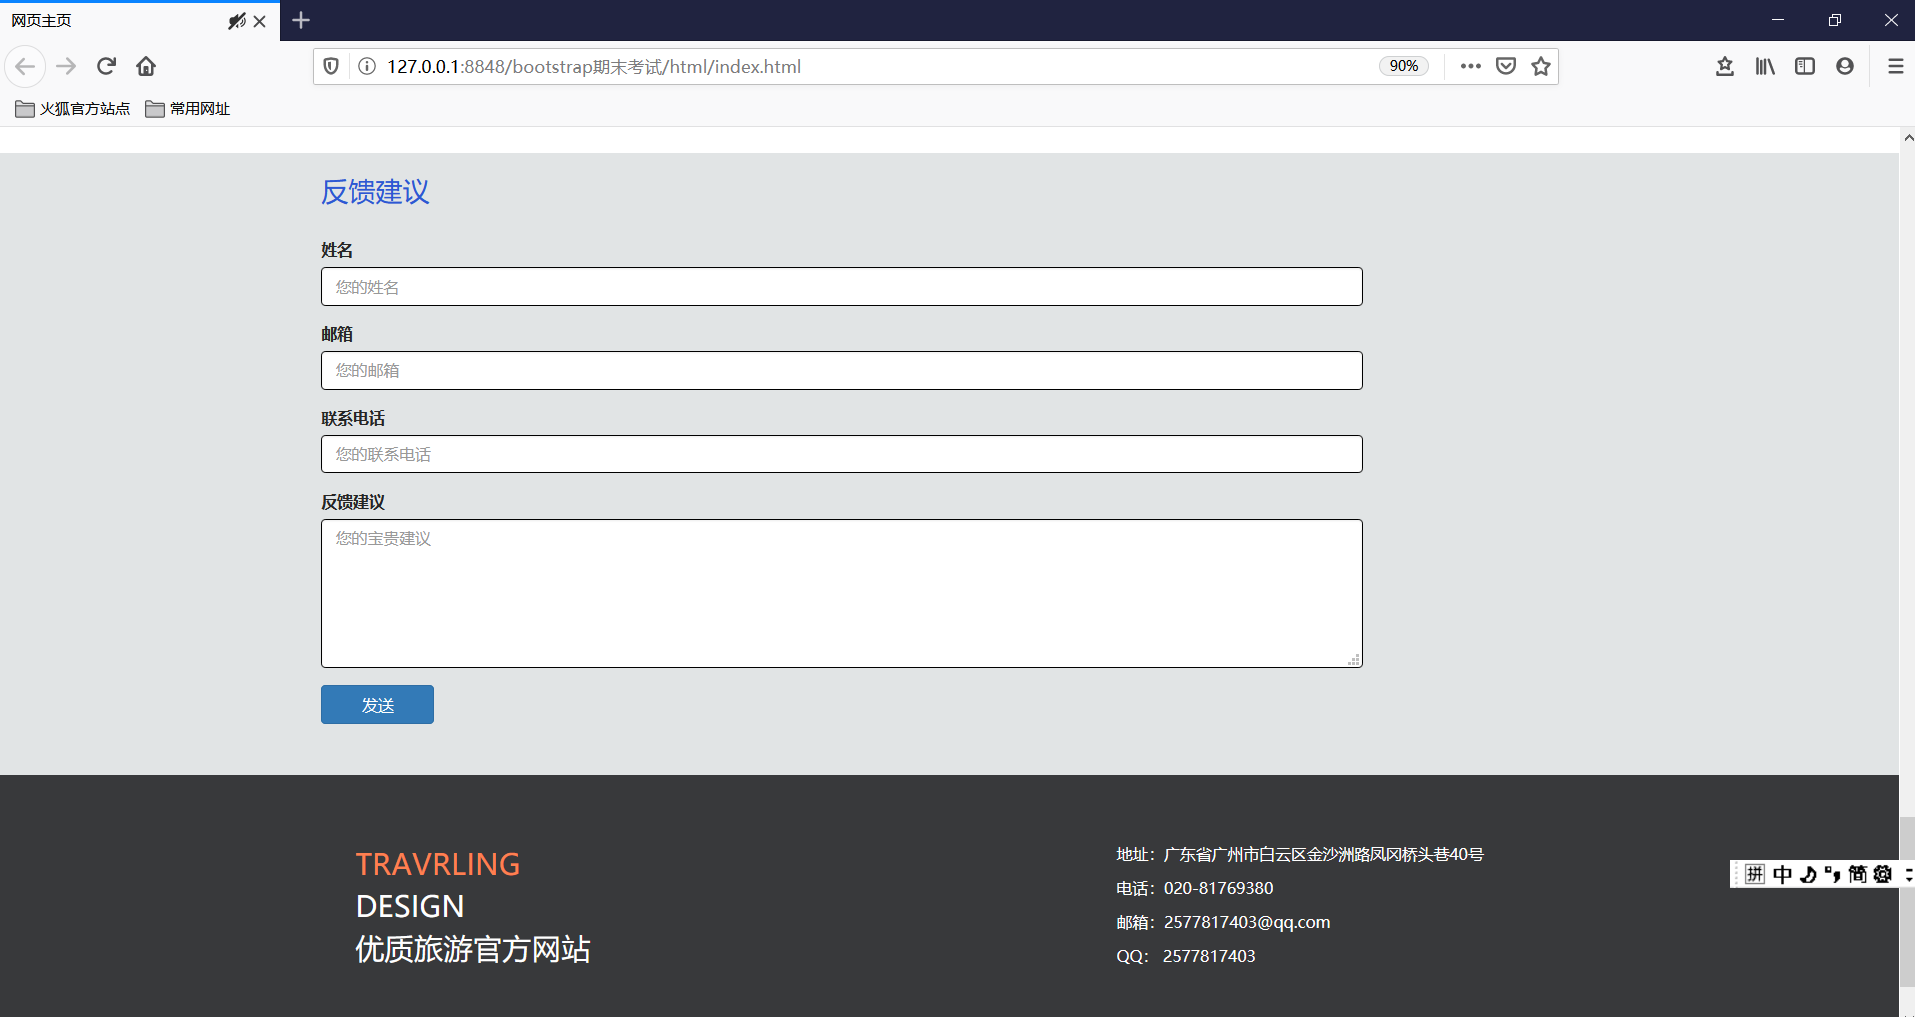 网页主页
127.0.0.1:8848/bootstrap期末考试/html/index.html
90%
火狐官方站点
常用网址
反馈建议
姓名
您的姓名
邮箱
您的邮箱
联系电话
您的联系电话
反馈建议
您的宝贵建议
发送
TRAVRLING
DESIGN
优质旅游官方网站
地址：广东省广州市白云区金沙洲路凤冈桥头巷40号
电话：020-81769380
邮箱：2577817403@qq.com
QQ： 2577817403
拼 中 简